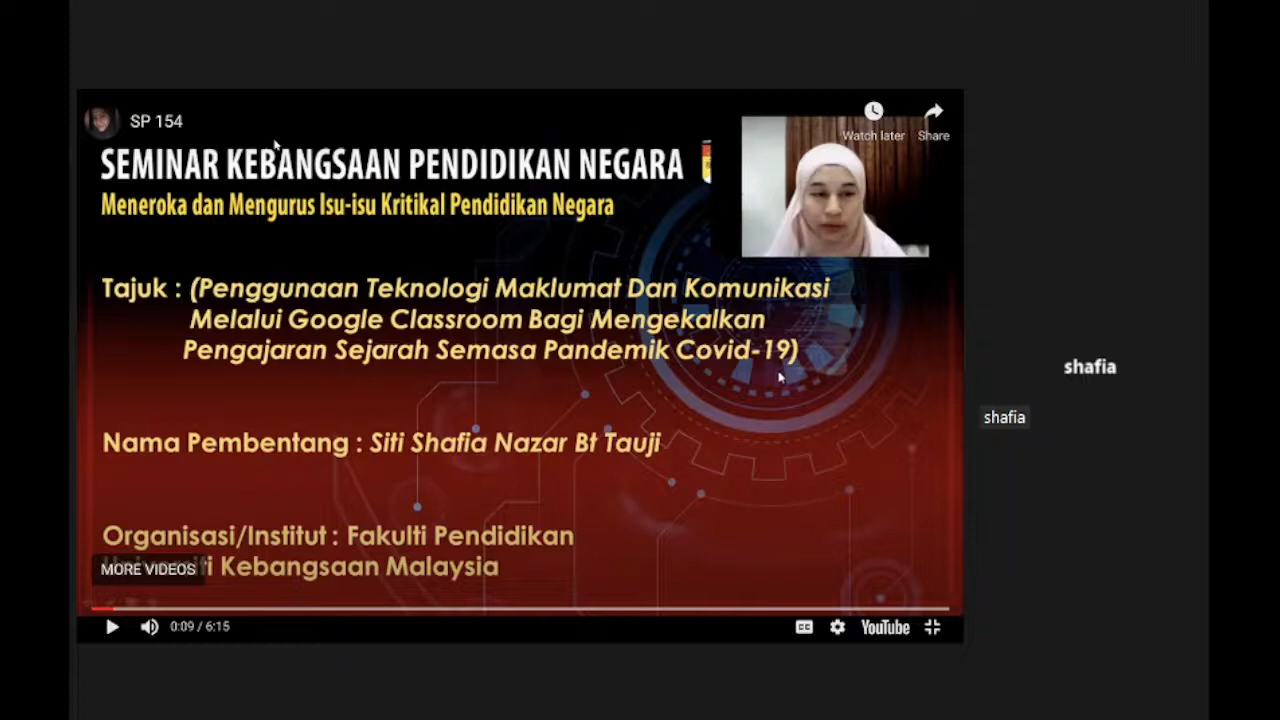 SP 154
Watch later
Share
SEMINAR KEBANGSAAN PENDIDIKAN NEGARA
Meneroka dan Mengurus Isu-isu Kritikal Pendidikan Negara
Tajuk : (Penggunaan Teknologi Maklumat Dan Komunikasi
Melalui Google Classroom Bagi Mengekalkan
Pengajaran Sejarah Semasa Pandemik Covid-19)
shafia
shafia
Nama Pembentang : Siti Shafia Nazar Bt Tauji
Organisasi/Institut : Fakulti Pendidikan
Kebangsaan Malaysia
MORE VIDEOS
0:09 / 6:15
CC
YouTube